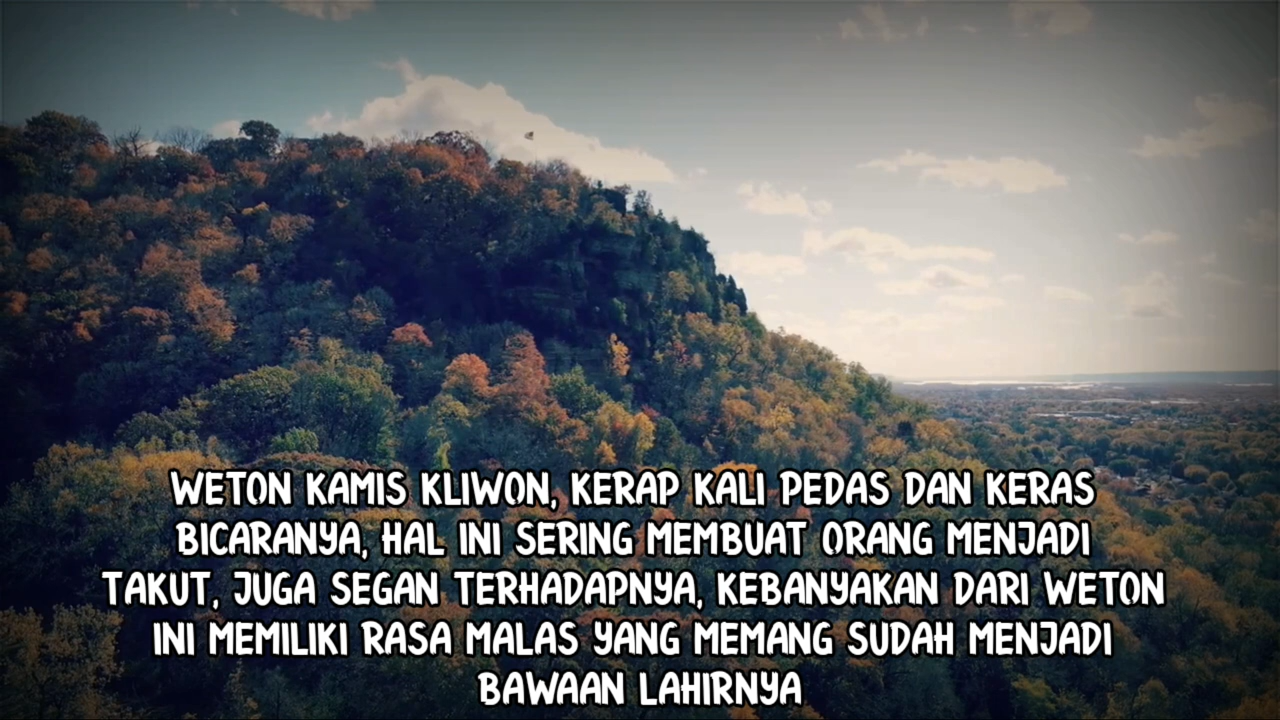 WETON KAMIS KLIWON, KERAP KALI PEDAS DAN KERAS
BICARANYA, HAL INI SERING MEMBUAT ORANG MENJADI
TAKUT, JUGA SEGAN TERHADAPNYA, KEBANYAKAN DARI WETON
INI MEMILIKI RASA MALAS YANG MEMANG SUDAH MENJADI
BAWAAN LAHIRNYA